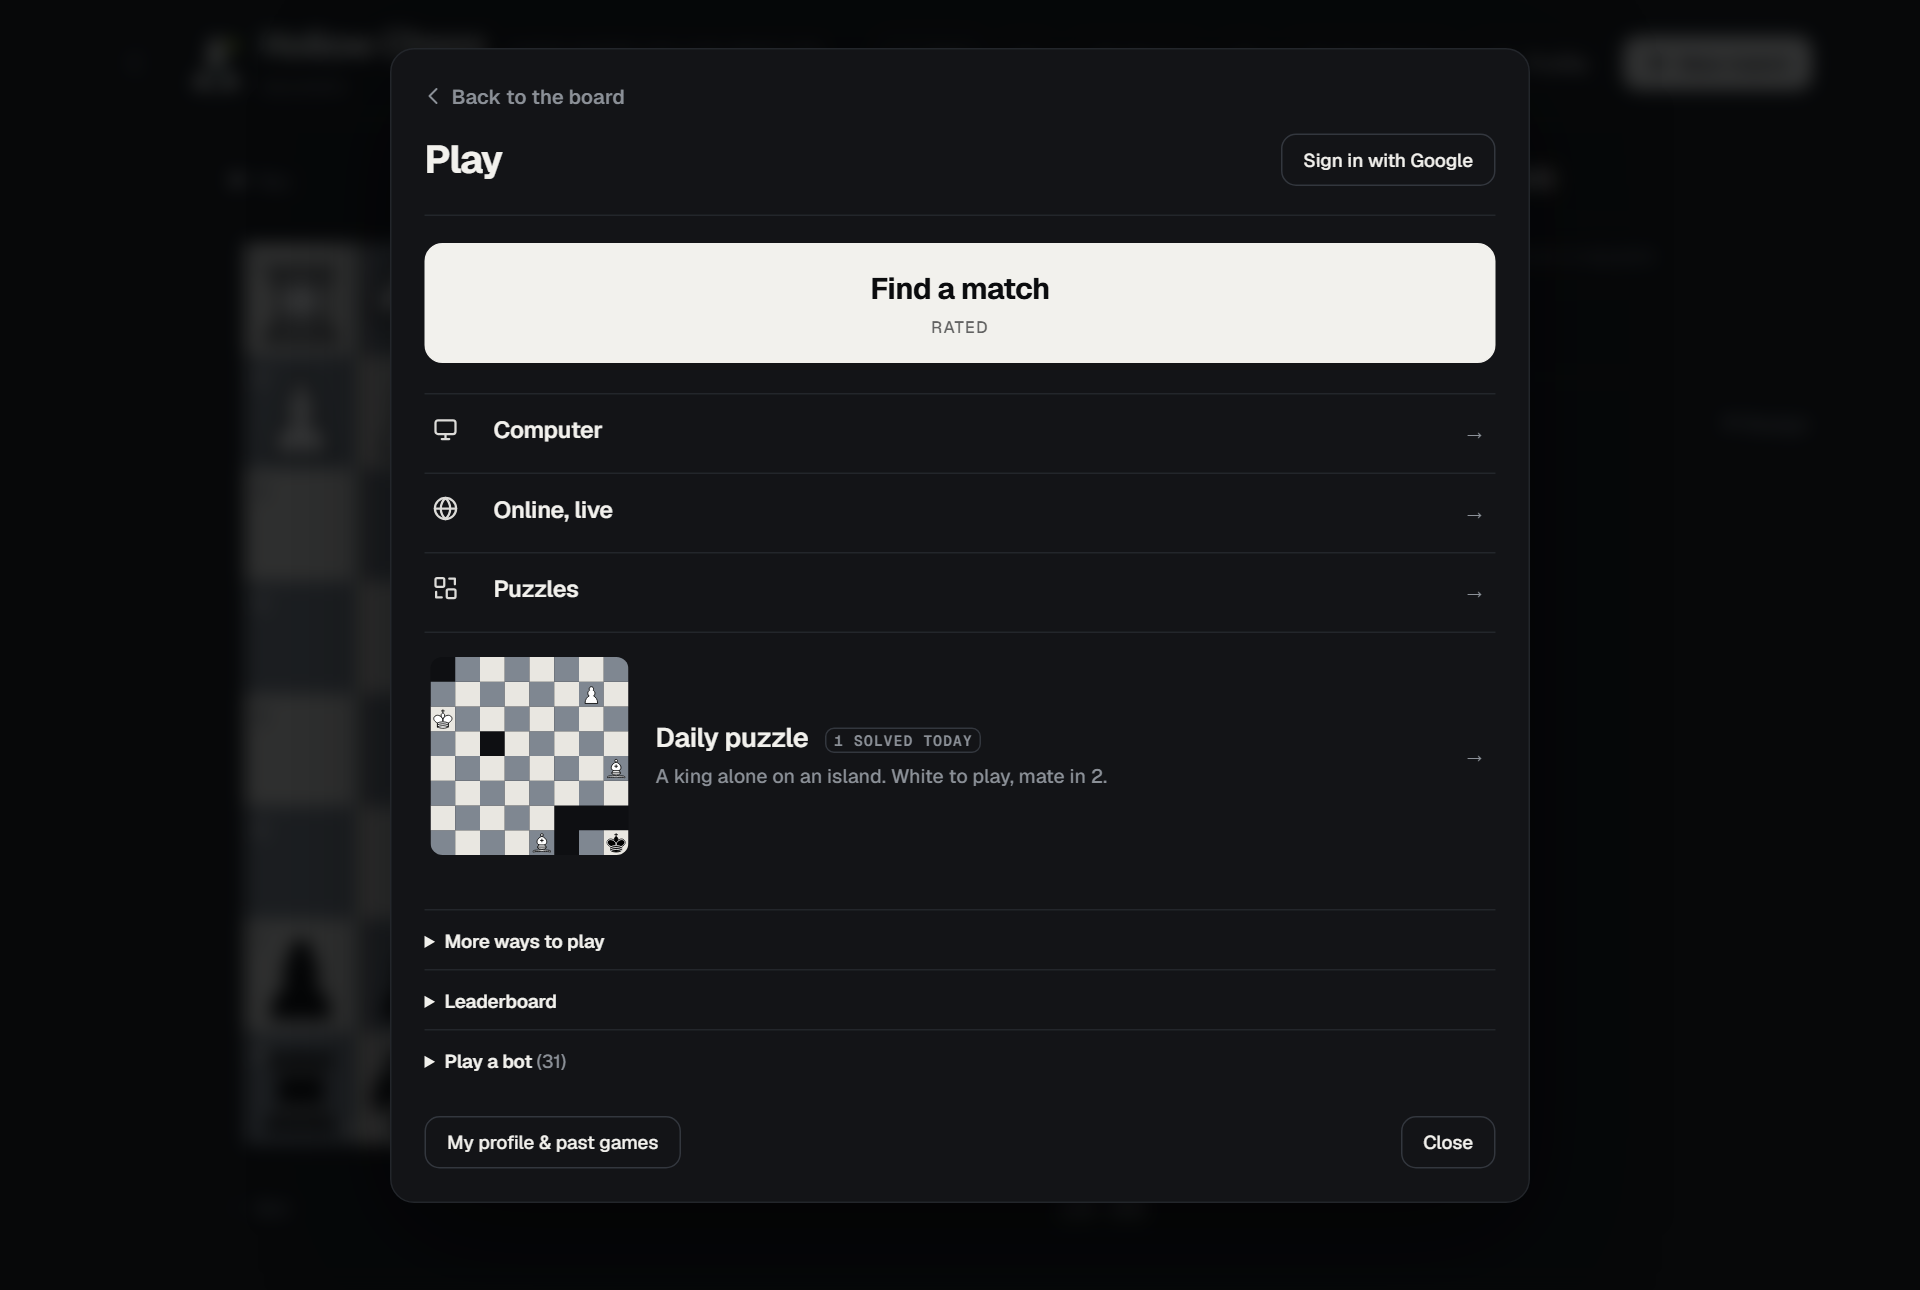 Back to the board
Play
Sign in with Google
Find a match
RATED
Computer
Online, live
Puzzles
Daily puzzle 1 SOLVED TODAY
A king alone on an island. White to play, mate in 2.
More ways to play
Leaderboard
Play a bot (31)
My profile & past games
Close